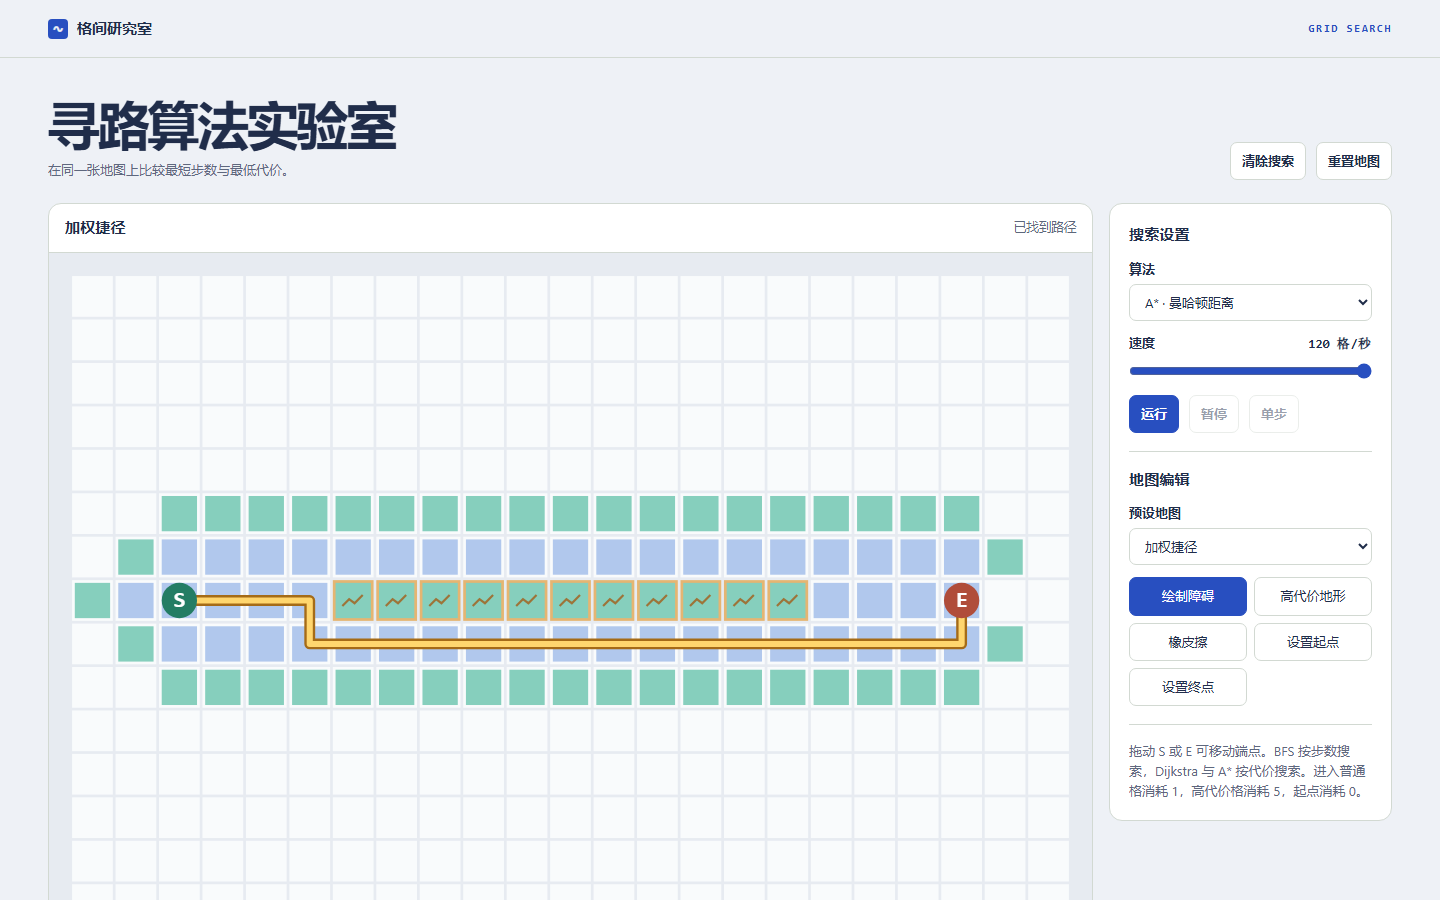 格间研究室
GRID SEARCH
寻路算法实验室
在同一张地图上比较最短步数与最低代价。
清除搜索
重置地图
加权捷径
已找到路径
S
E
搜索设置
算法
A* · 曼哈顿距离
速度
120 格/秒
运行
暂停
单步
地图编辑
预设地图
加权捷径
绘制障碍
高代价地形
橡皮擦
设置起点
设置终点
拖动 S 或 E 可移动端点。BFS 按步数搜
索，Dijkstra 与 A* 按代价搜索。进入普通
格消耗 1，高代价格消耗 5，起点消耗 0。